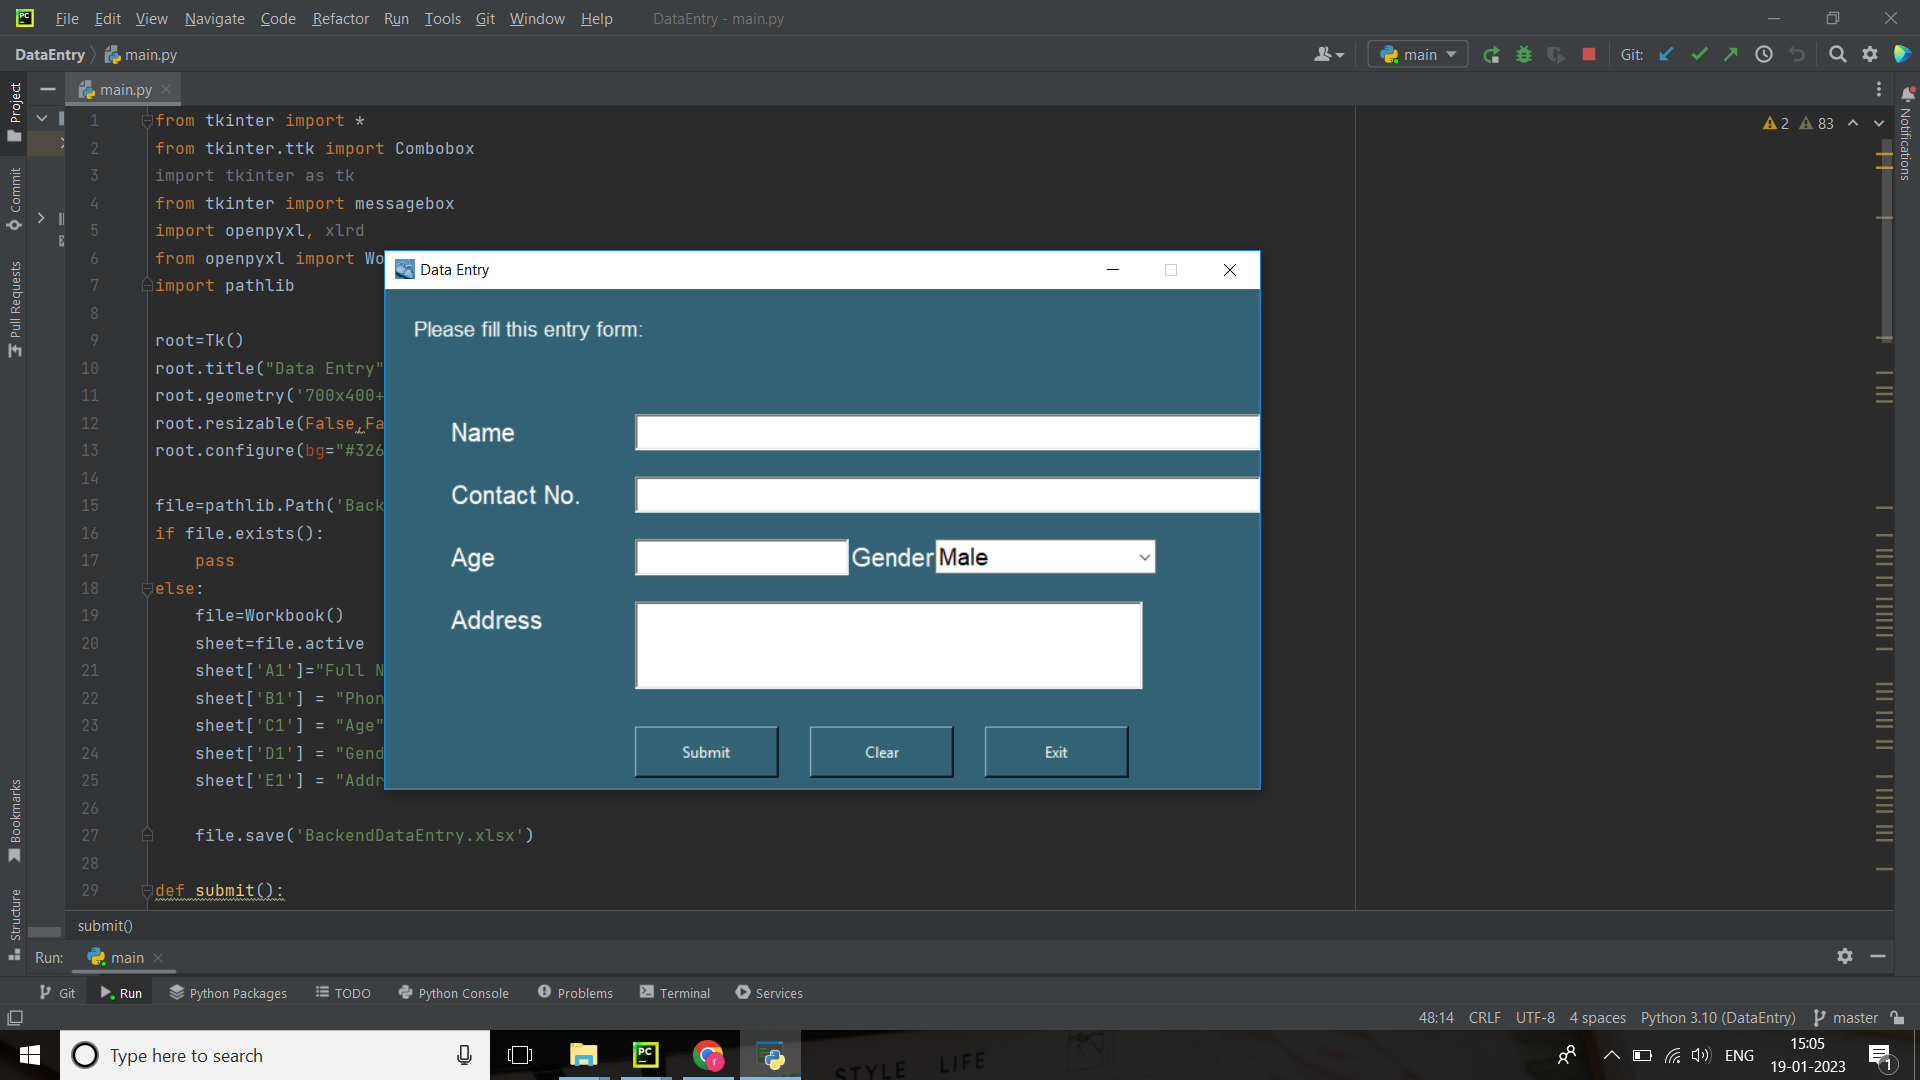 File Edit View Navigate Code Refactor Run Tools Git Window Help DataEntry - main.py
DataEntry main.py main Git:
Project
Commit
Pull Requests
Bookmarks
Structure
Notifications
main.py
2 83
1 from tkinter import *
2 from tkinter.ttk import Combobox
3 import tkinter as tk
4 from tkinter import messagebox
5 import openpyxl, xlrd
6 from openpyxl import Wo
7 import pathlib
8
9 root=Tk()
10 root.title("Data Entry"
11 root.geometry('700x400+
12 root.resizable(False,Fa
13 root.configure(bg="#326
14
15 file=pathlib.Path('Back
16 if file.exists():
17 pass
18 else:
19 file=Workbook()
20 sheet=file.active
21 sheet['A1']="Full N
22 sheet['B1'] = "Phon
23 sheet['C1'] = "Age"
24 sheet['D1'] = "Gend
25 sheet['E1'] = "Addr
26
27 file.save('BackendDataEntry.xlsx')
28
29 def submit():
Data Entry
Please fill this entry form:
Name
Contact No.
Age Gender Male
Address
Submit Clear Exit
submit()
Run: main
Git Run Python Packages TODO Python Console Problems Terminal Services
48:14 CRLF UTF-8 4 spaces Python 3.10 (DataEntry) master
Type here to search
PC
STYLE LIFE
ENG
15:05
19-01-2023
1